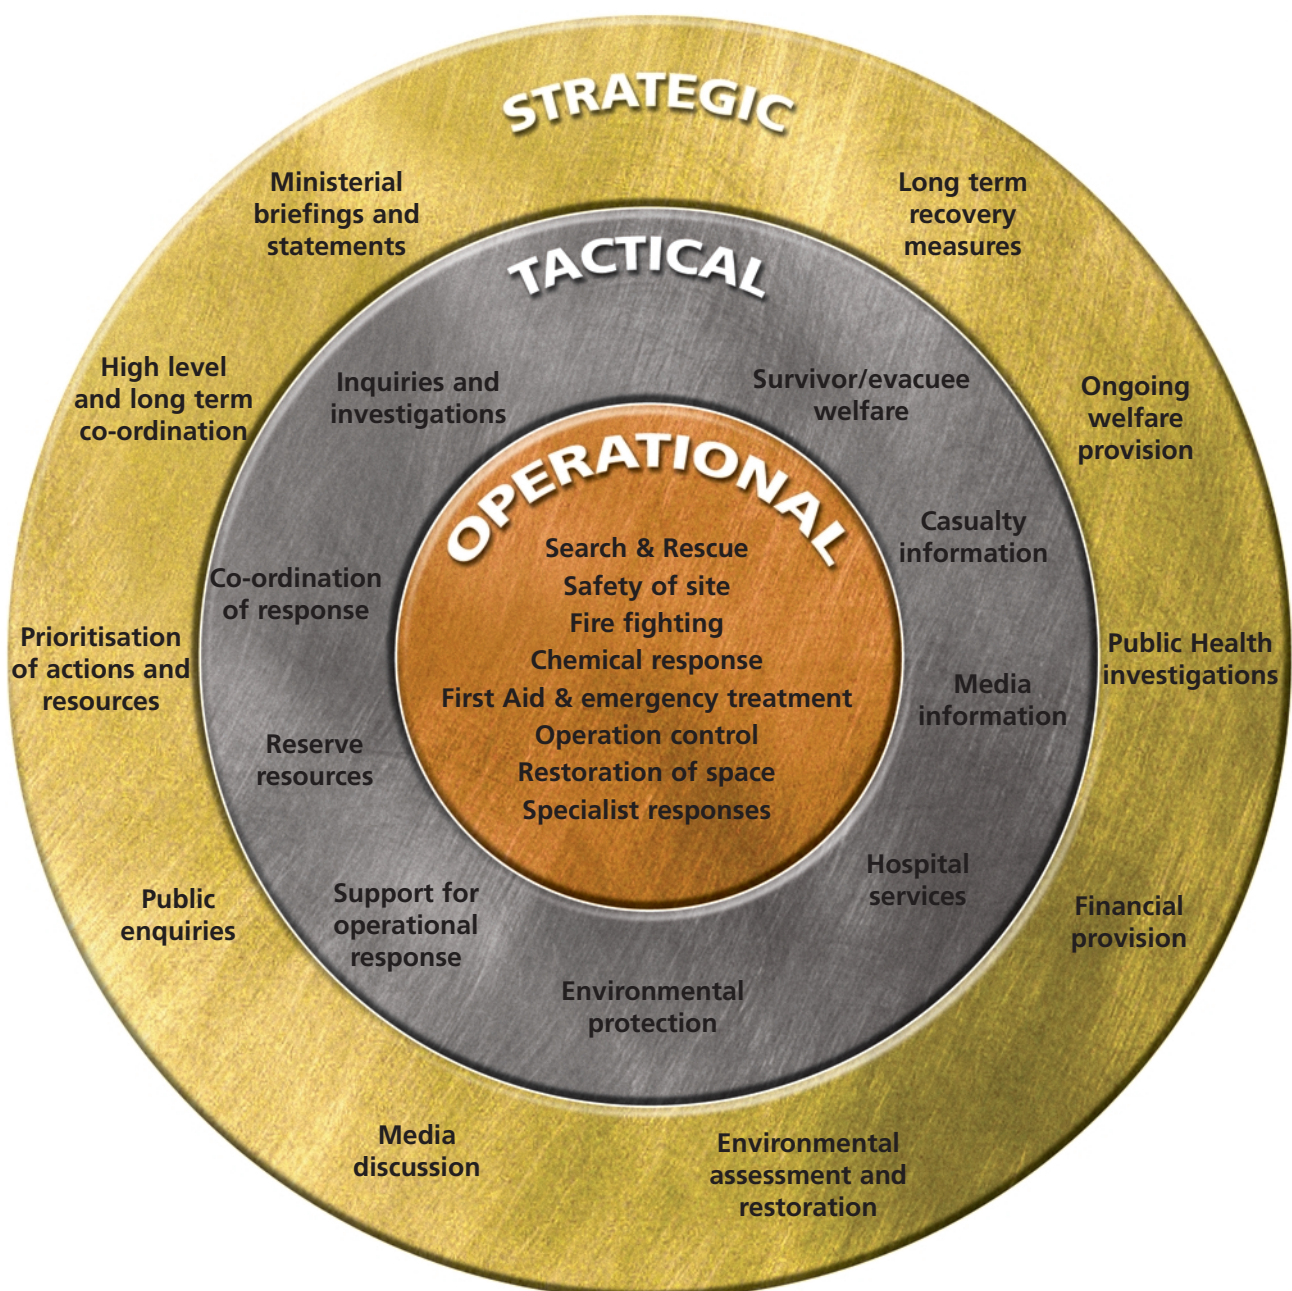 STRATEGIC
Ministerial
briefings and
statements
Long term
recovery
measures
High level
and long term
co-ordination
Ongoing
welfare
provision
Prioritisation
of actions and
resources
Public Health
investigations
Public
enquiries
Financial
provision
Media
discussion
Environmental
assessment and
restoration
TACTICAL
Inquiries and
investigations
Survivor/evacuee
welfare
Co-ordination
of response
Casualty
information
Reserve
resources
Media
information
Support for
operational
response
Hospital
services
Environmental
protection
OPERATIONAL
Search & Rescue
Safety of site
Fire fighting
Chemical response
First Aid & emergency treatment
Operation control
Restoration of space
Specialist responses